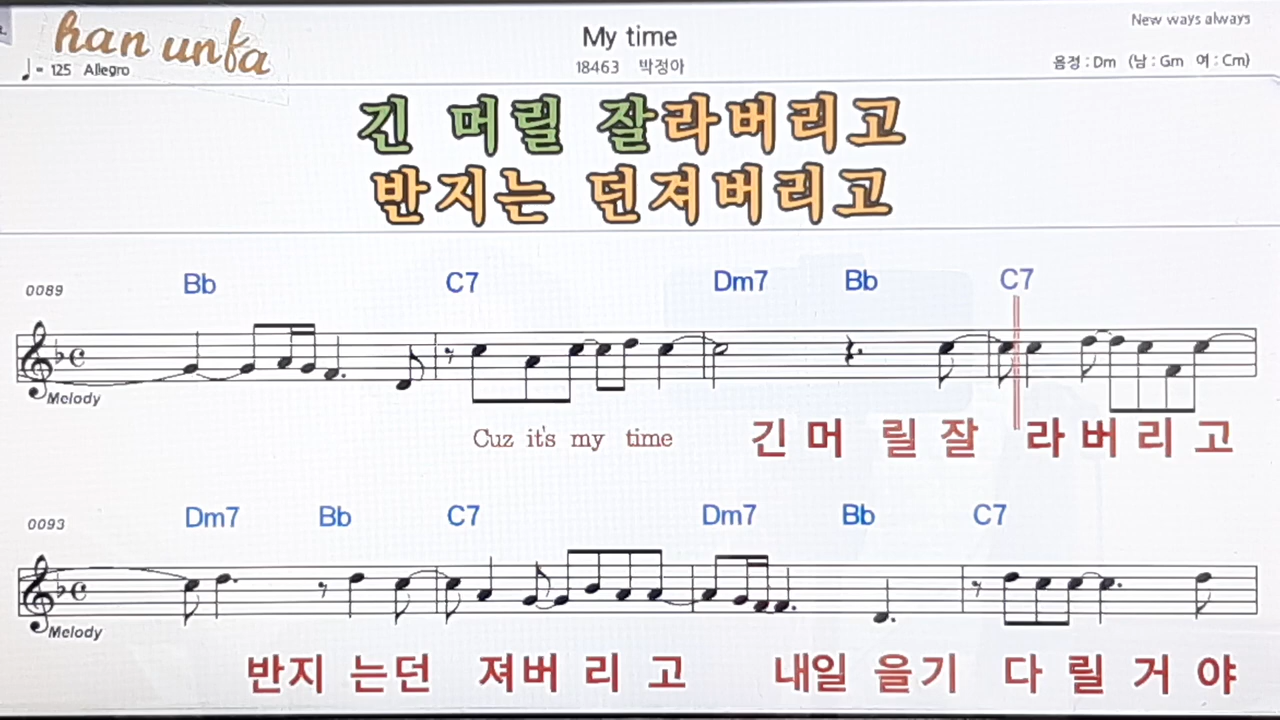 han unfa
New ways always
My time
♩= 125 Allegro
18463 박정아
음정 : Dm (남 : Gm 여 : Cm)
긴 머릴 잘라버리고
반지는 던져버리고
0089 Bb C7 Dm7 Bb C7
Melody
Cuz it's my time 긴 머 릴 잘 라 버 리 고
0093 Dm7 Bb C7 Dm7 Bb C7
Melody
반지 는던 져버 리 고 내일 을기 다 릴 거 야